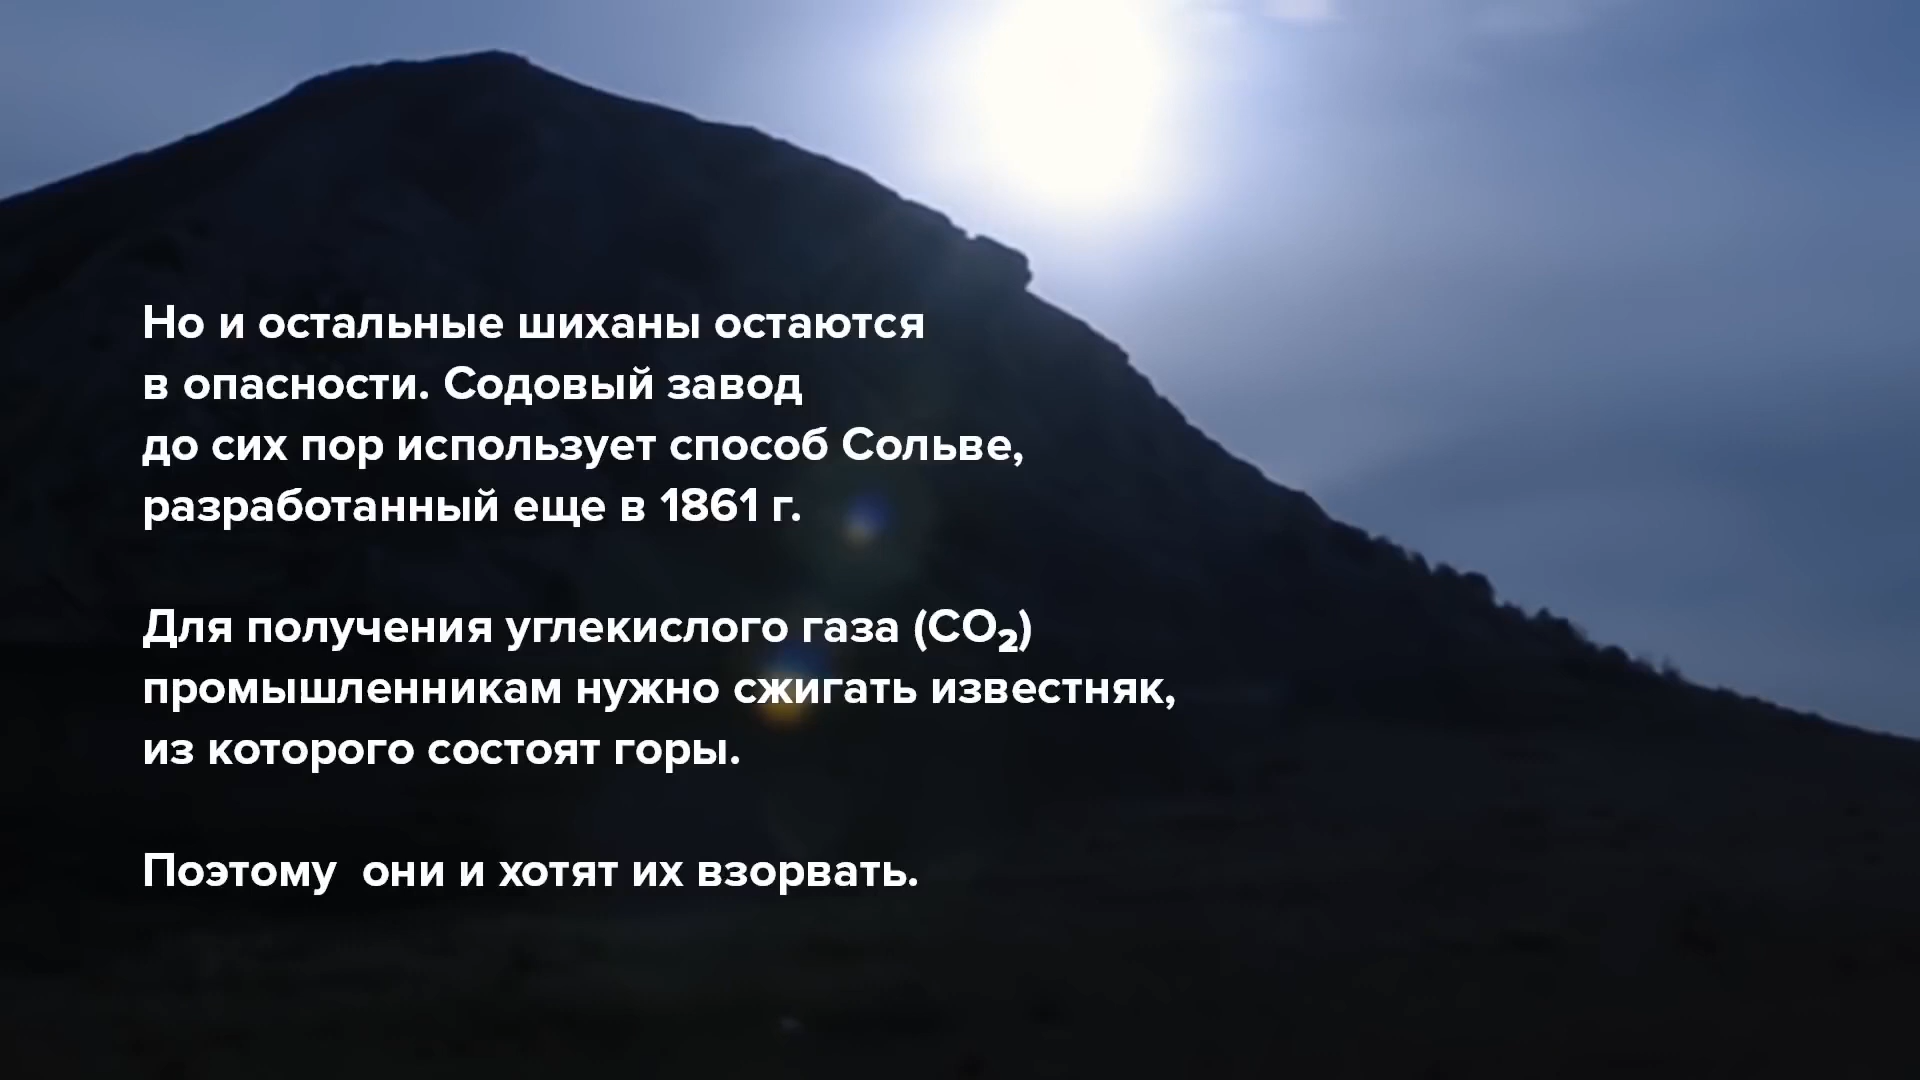 Но и остальные шиханы остаются
в опасности. Содовый завод
до сих пор использует способ Сольве,
разработанный еще в 1861 г.
Для получения углекислого газа (CO₂)
промышленникам нужно сжигать известняк,
из которого состоят горы.
Поэтому  они и хотят их взорвать.